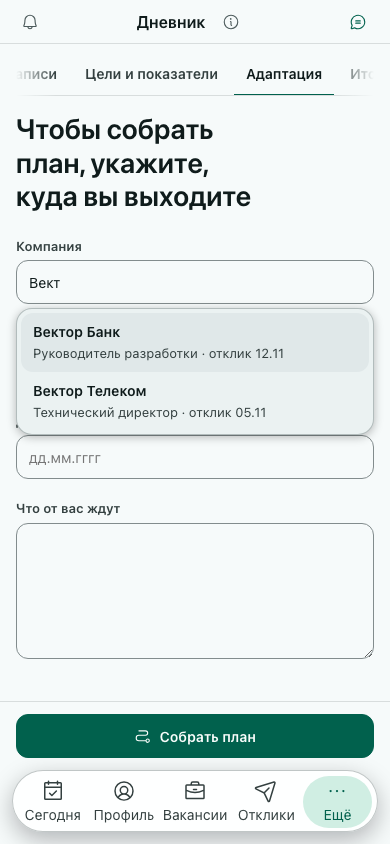 Дневник
аписи
Цели и показатели
Адаптация
Ито
Чтобы собрать
план, укажите,
куда вы выходите
Компания
Вект
Вектор Банк
Руководитель разработки · отклик 12.11
Вектор Телеком
Технический директор · отклик 05.11
дд.мм.гггг
Что от вас ждут
Собрать план
Сегодня
Профиль
Вакансии
Отклики
Ещё